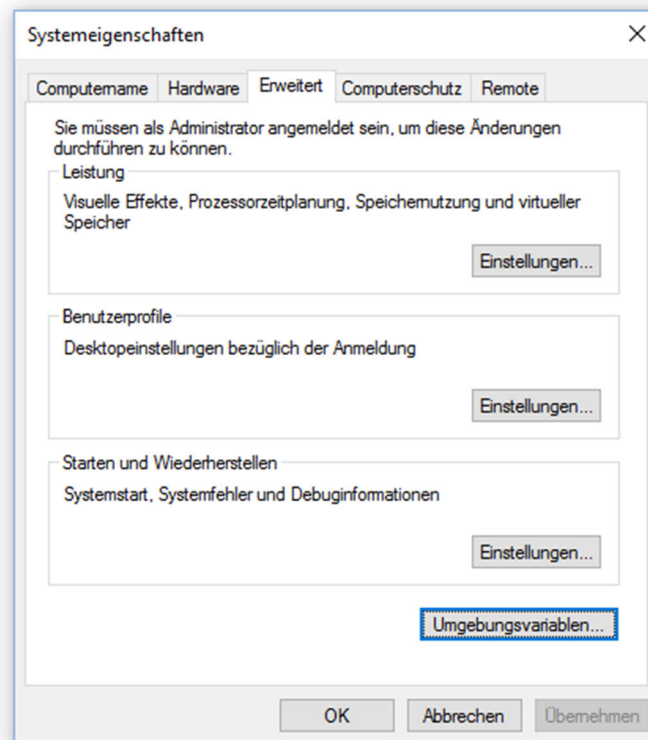 Systemeigenschaften
Computername Hardware Erweitert Computerschutz Remote
Sie müssen als Administrator angemeldet sein, um diese Änderungen
durchführen zu können.
Leistung
Visuelle Effekte, Prozessorzeitplanung, Speichernutzung und virtueller
Speicher
Einstellungen...
Benutzerprofile
Desktopeinstellungen bezüglich der Anmeldung
Einstellungen...
Starten und Wiederherstellen
Systemstart, Systemfehler und Debuginformationen
Einstellungen...
Umgebungsvariablen...
OK Abbrechen Übernehmen